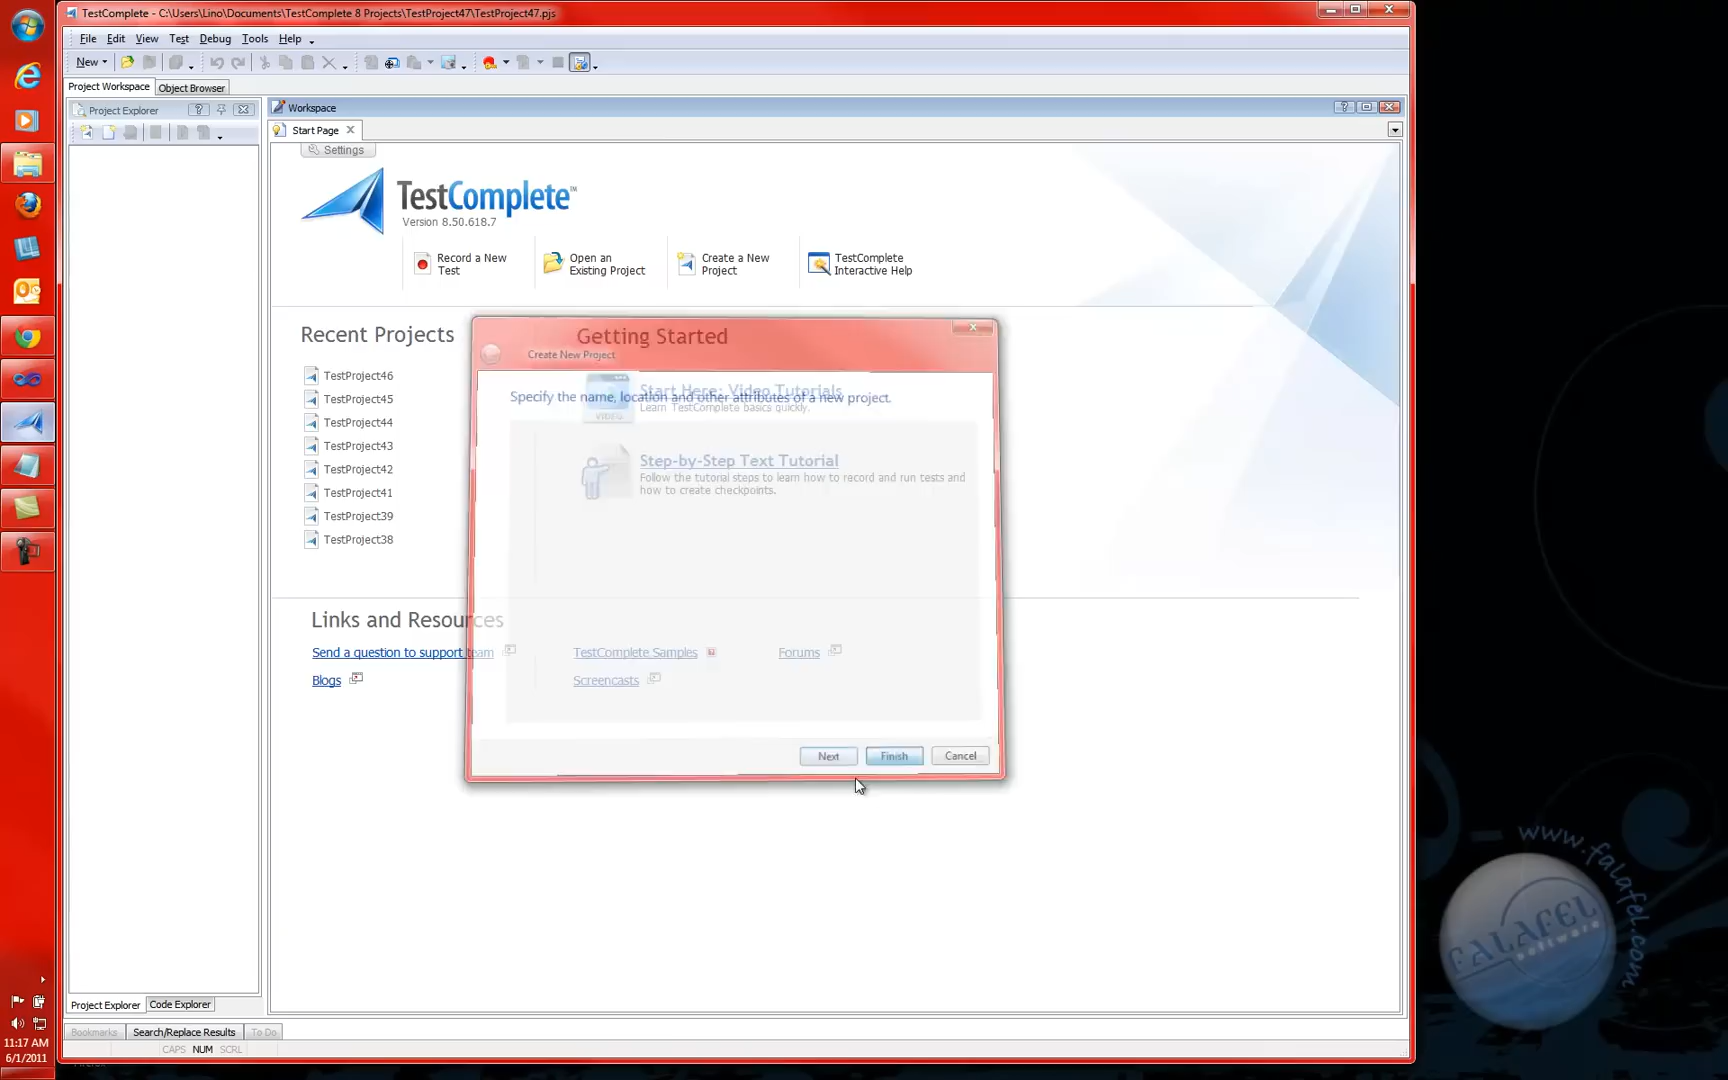 TestComplete - C:\Users\Lino\Documents\TestComplete 8 Projects\TestProject47\TestProject47.pjs
File Edit View Test Debug Tools Help
New
Project Workspace Object Browser
Project Explorer
Workspace
Start Page
Settings
TestComplete™
Version 8.50.618.7
Record a New Test
Open an Existing Project
Create a New Project
TestComplete Interactive Help
Recent Projects
TestProject46
TestProject45
TestProject44
TestProject43
TestProject42
TestProject41
TestProject39
TestProject38
Getting Started
Create New Project
Start Here: Video Tutorials
Specify the name, location and other attributes of a new project.
Learn TestComplete basics quickly.
VIDEO
Step-by-Step Text Tutorial
Follow the tutorial steps to learn how to record and run tests and
how to create checkpoints.
Links and Resources
Send a question to support team
TestComplete Samples
Forums
Blogs
Screencasts
Next Finish Cancel
Project Explorer Code Explorer
Bookmarks Search/Replace Results To Do
CAPS NUM SCRL
11:17 AM
6/1/2011
www.falafel.com
FALAFEL
software